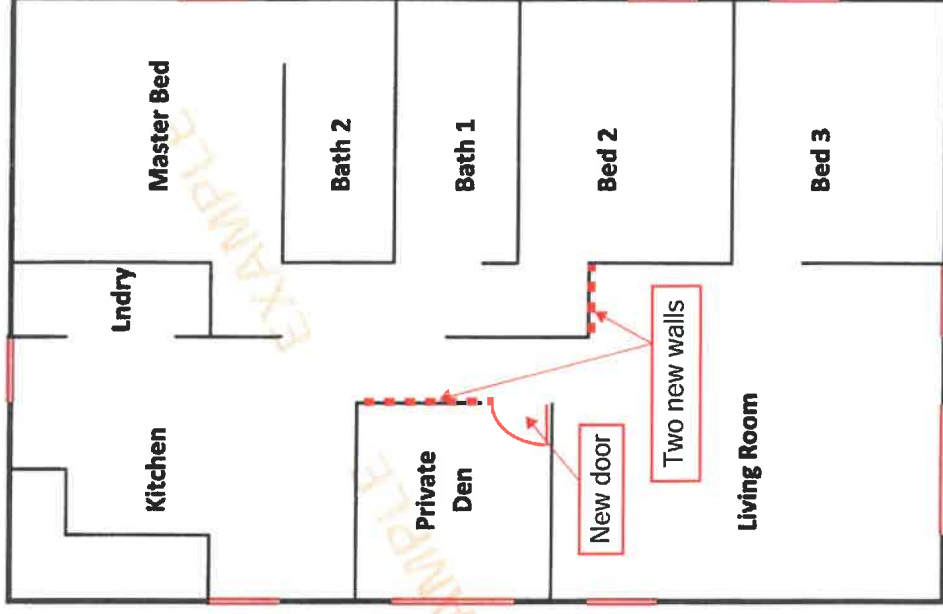 Lndry
Kitchen
Master Bed
EXAMPLE
Bath 2
Private
Den
AMPLE
Bath 1
New door
Bed 2
Two new walls
Living Room
Bed 3